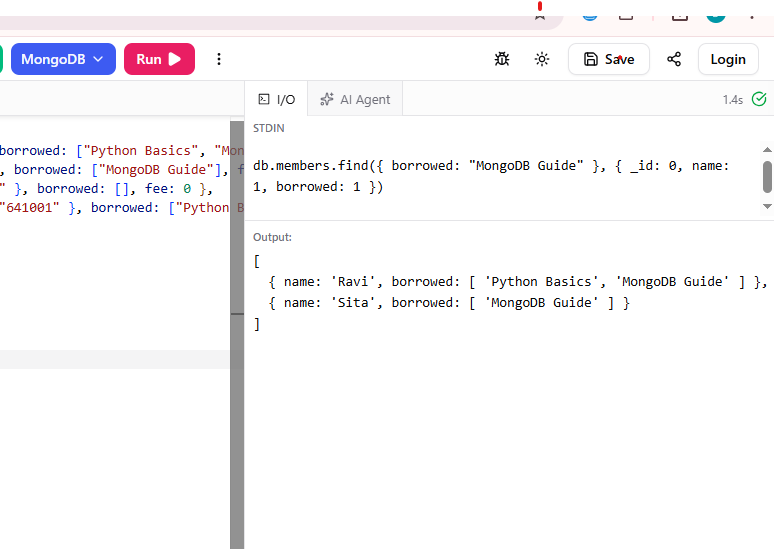 MongoDB
Run
Save
Login
I/O
AI Agent
1.4s
STDIN
borrowed: ["Python Basics", "Mon
, borrowed: ["MongoDB Guide"], f
" }, borrowed: [], fee: 0 },
"641001" }, borrowed: ["Python B
db.members.find({ borrowed: "MongoDB Guide" }, { _id: 0, name:
1, borrowed: 1 })
Output:
[
{ name: 'Ravi', borrowed: [ 'Python Basics', 'MongoDB Guide' ] },
{ name: 'Sita', borrowed: [ 'MongoDB Guide' ] }
]